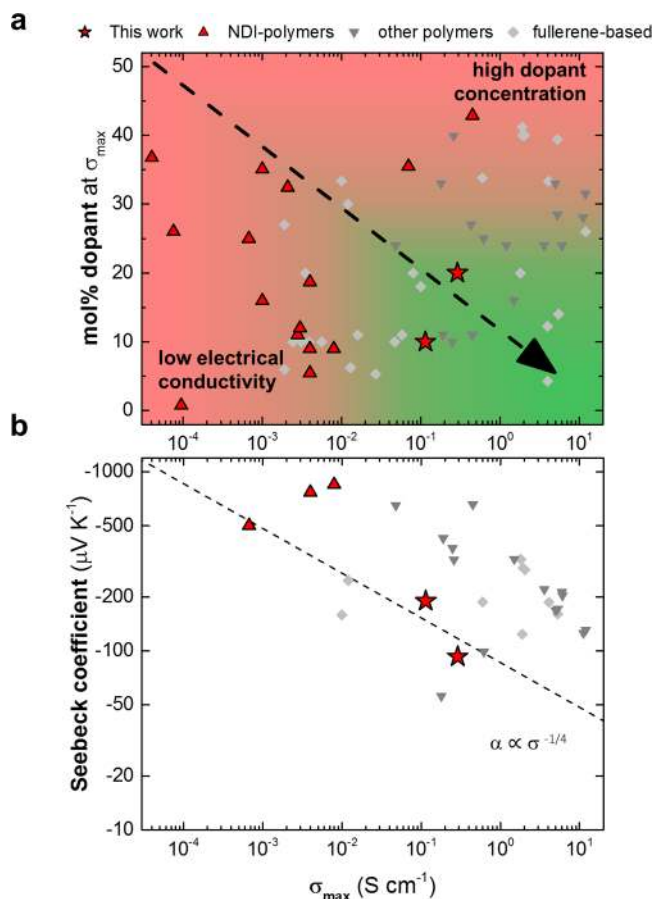 a
This work NDI-polymers other polymers fullerene-based
50
40
30
20
10
0
mol% dopant at σmax
high dopant
concentration
low electrical
conductivity
10⁻⁴ 10⁻³ 10⁻² 10⁻¹ 10⁰ 10¹
b
-1000
-500
-200
-100
-50
-20
-10
Seebeck coefficient (μV K⁻¹)
α ∝ σ⁻¹/⁴
10⁻⁴ 10⁻³ 10⁻² 10⁻¹ 10⁰ 10¹
σmax (S cm⁻¹)